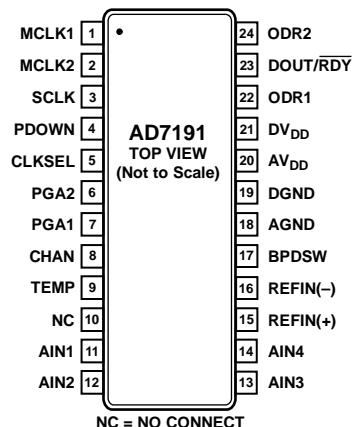 MCLK1 1
MCLK2 2
SCLK 3
PDOWN 4
CLKSEL 5
PGA2 6
PGA1 7
CHAN 8
TEMP 9
NC 10
AIN1 11
AIN2 12
AD7191
TOP VIEW
(Not to Scale)
24 ODR2
23 DOUT/RDY
22 ODR1
21 DVDD
20 AVDD
19 DGND
18 AGND
17 BPDSW
16 REFIN(–)
15 REFIN(+)
14 AIN4
13 AIN3
NC = NO CONNECT